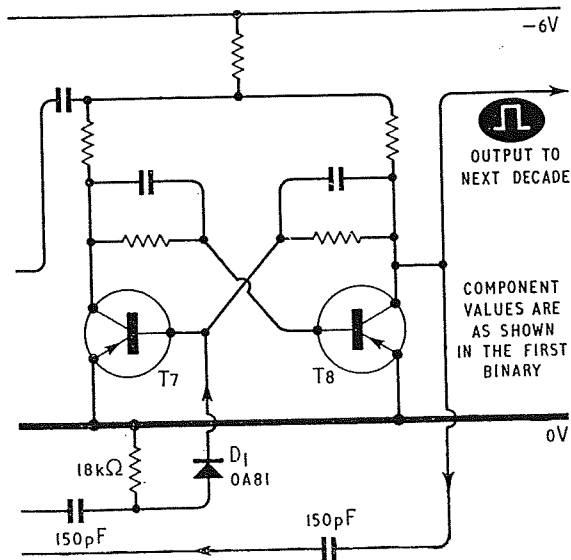 −6V
OUTPUT TO
NEXT DECADE
COMPONENT
VALUES ARE
AS SHOWN
IN THE FIRST
BINARY
T7
T8
0V
18kΩ
D1
OA81
150pF
150pF